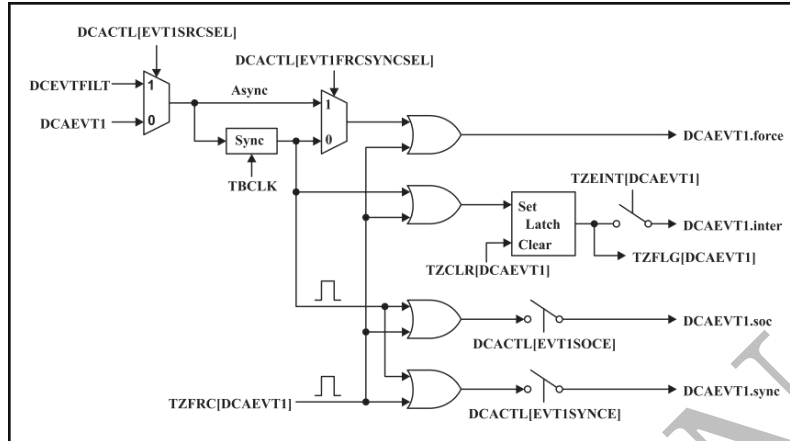 DCACTL[EVT1SRCSEL]
DCACTL[EVT1FRCSYNCSEL]
DCEVTFILT
1
Async
1
DCAEVT1
0
Sync
0
DCAEVT1.force
TBCLK
TZEINT[DCAEVT1]
Set
Latch
DCAEVT1.inter
Clear
TZCLR[DCAEVT1]
TZFLG[DCAEVT1]
DCAEVT1.soc
DCACTL[EVT1SOCE]
TZFRC[DCAEVT1]
DCAEVT1.sync
DCACTL[EVT1SYNCE]